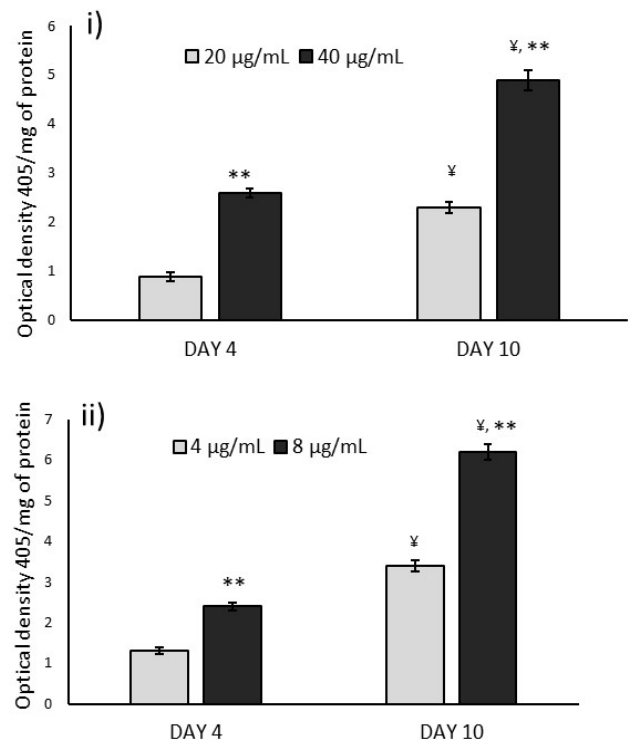 i)
Optical density 405/mg of protein
6
5
4
3
2
1
0
20 µg/mL 40 µg/mL
**
¥
¥, **
DAY 4 DAY 10
ii)
Optical density 405/mg of protein
7
6
5
4
3
2
1
0
4 µg/mL 8 µg/mL
**
¥
¥, **
DAY 4 DAY 10